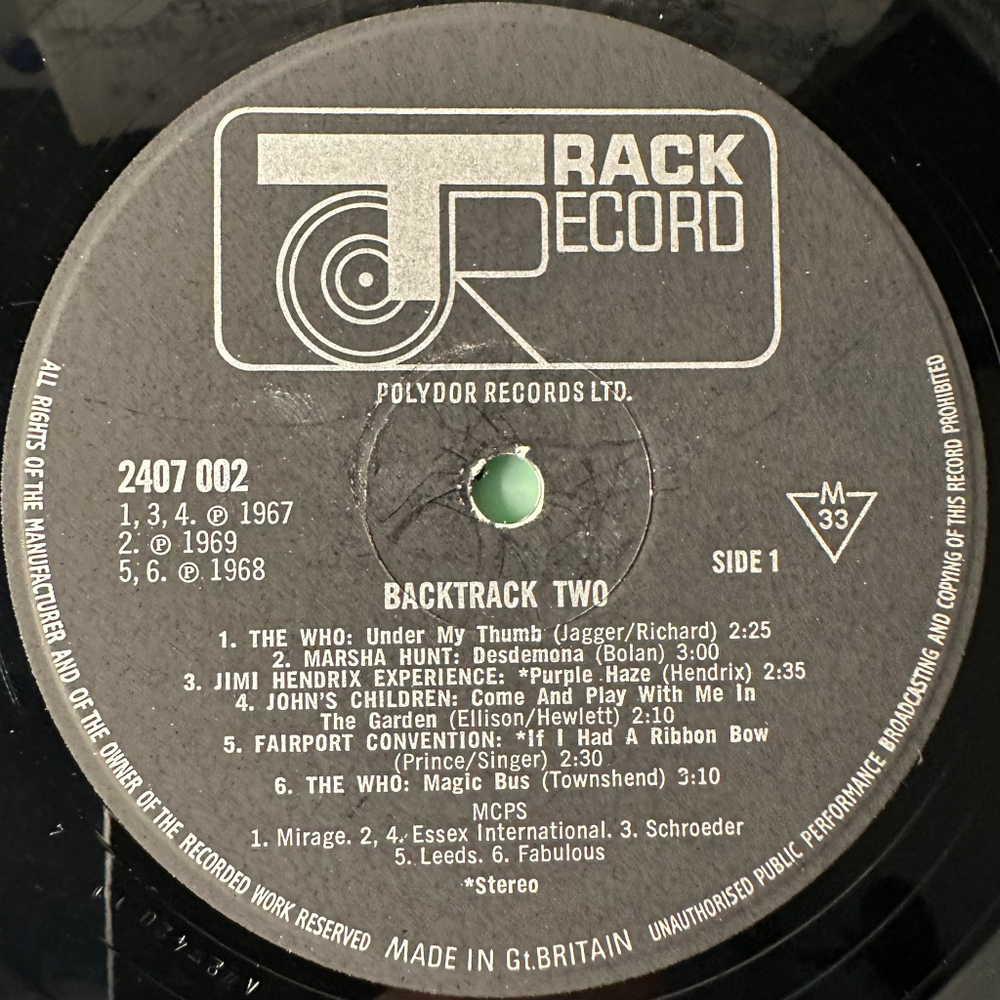 TRACK
RECORD
POLYDOR RECORDS LTD.
2407 002
1, 3, 4. ℗ 1967
2. ℗ 1969
5, 6. ℗ 1968
M
33
SIDE 1
BACKTRACK TWO
1. THE WHO: Under My Thumb (Jagger/Richard) 2:25
2. MARSHA HUNT: Desdemona (Bolan) 3:00
3. JIMI HENDRIX EXPERIENCE: *Purple Haze (Hendrix) 2:35
4. JOHN'S CHILDREN: Come And Play With Me In
The Garden (Ellison/Hewlett) 2:10
5. FAIRPORT CONVENTION: *If I Had A Ribbon Bow
(Prince/Singer) 2:30
6. THE WHO: Magic Bus (Townshend) 3:10
MCPS
1. Mirage. 2, 4. Essex International. 3. Schroeder
5. Leeds. 6. Fabulous
*Stereo
ALL RIGHTS OF THE MANUFACTURER AND OF THE OWNER OF THE RECORDED WORK RESERVED
MADE IN Gt.BRITAIN
UNAUTHORISED PUBLIC PERFORMANCE BROADCASTING AND COPYING OF THIS RECORD PROHIBITED